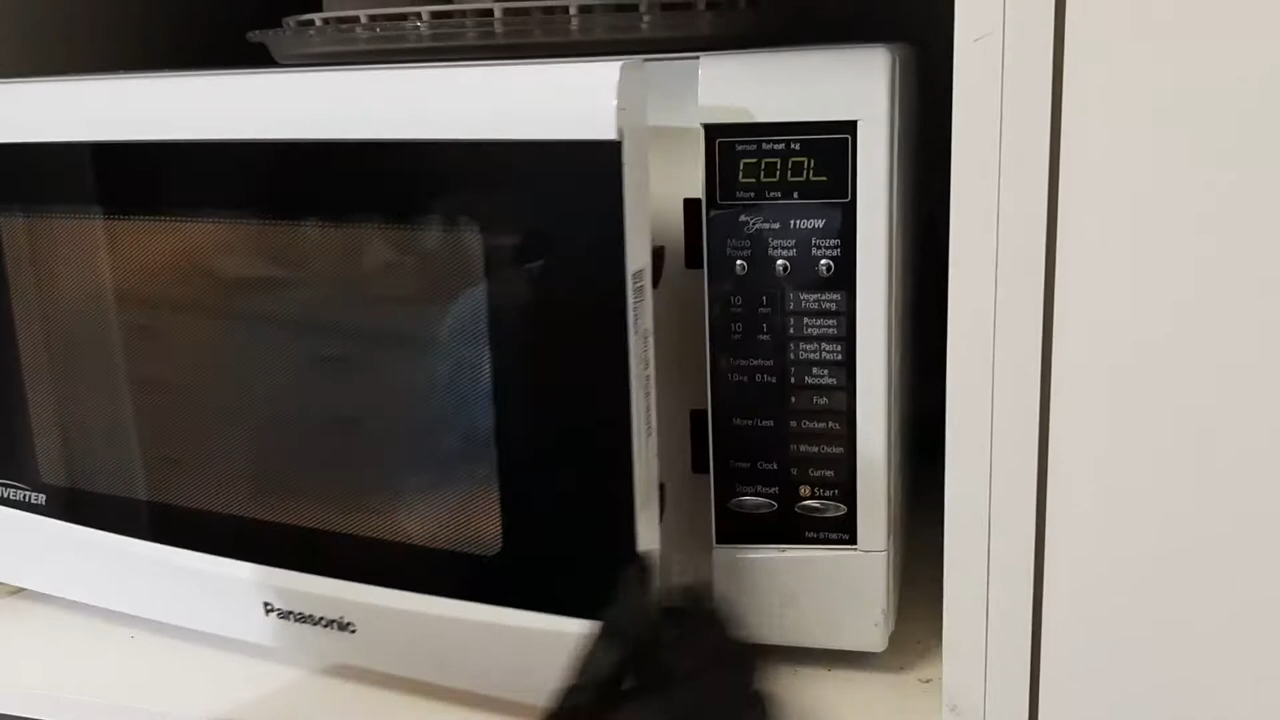 Sensor Reheat kg
COOL
More Less g
the Genius 1100W
Micro Power
Sensor Reheat
Frozen Reheat
10 min
1 min
10 sec
1 sec
Turbo Defrost
1.0kg 0.1kg
More/Less
Timer Clock
Stop/Reset
1 Vegetables
2 Froz.Veg.
3 Potatoes
4 Legumes
5 Fresh Pasta
6 Dried Pasta
7 Rice
8 Noodles
9 Fish
10 Chicken Pcs.
11 Whole Chicken
12 Curries
Start
NN-ST667W
VERTER
Panasonic